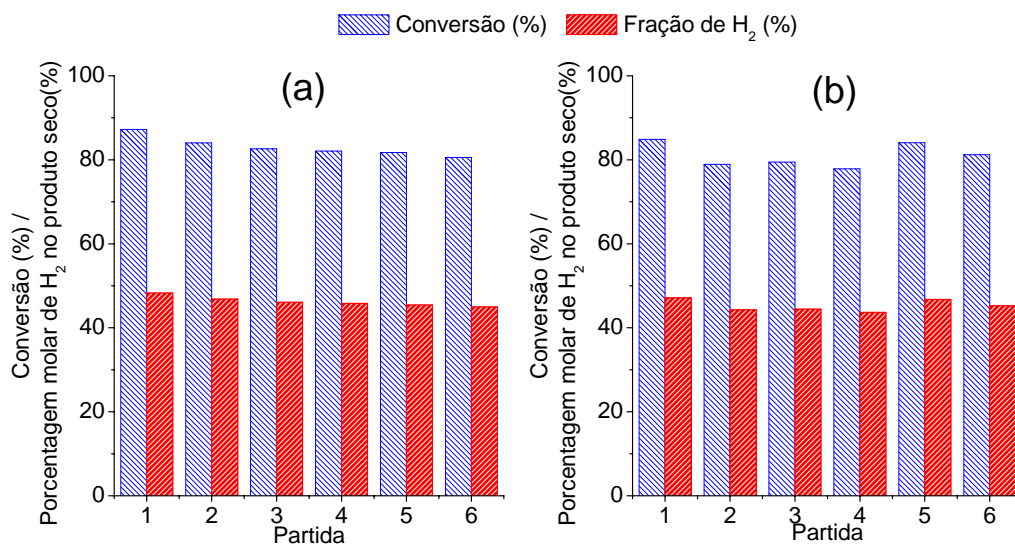 Conversão (%) Fração de H₂ (%)
(a)
Conversão (%) /
Porcentagem molar de H₂ no produto seco(%)
100
80
60
40
20
0
1 2 3 4 5 6
Partida
(b)
Conversão (%) /
Porcentagem molar de H₂ no produto seco(%)
100
80
60
40
20
0
1 2 3 4 5 6
Partida